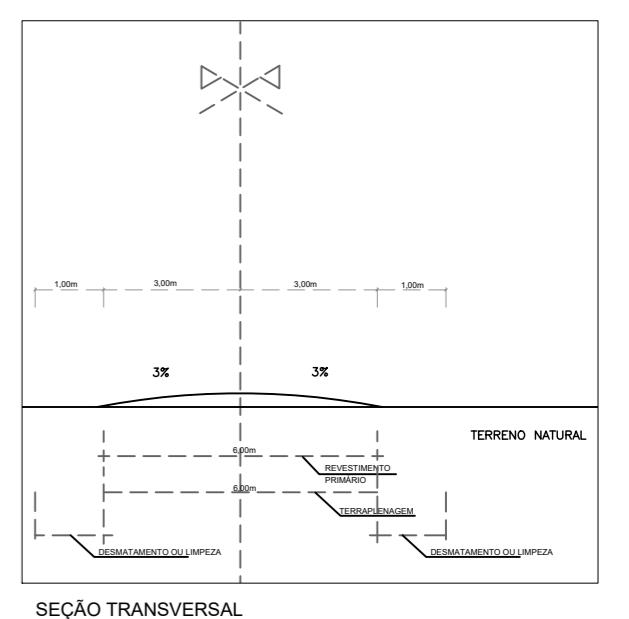 1,00m 3,00m 3,00m 1,00m
3% 3%
TERRENO NATURAL
6,00m
REVESTIMENTO
PRIMÁRIO
6,00m
TERRAPLENAGEM
DESMATAMENTO OU LIMPEZA DESMATAMENTO OU LIMPEZA
SEÇÃO TRANSVERSAL